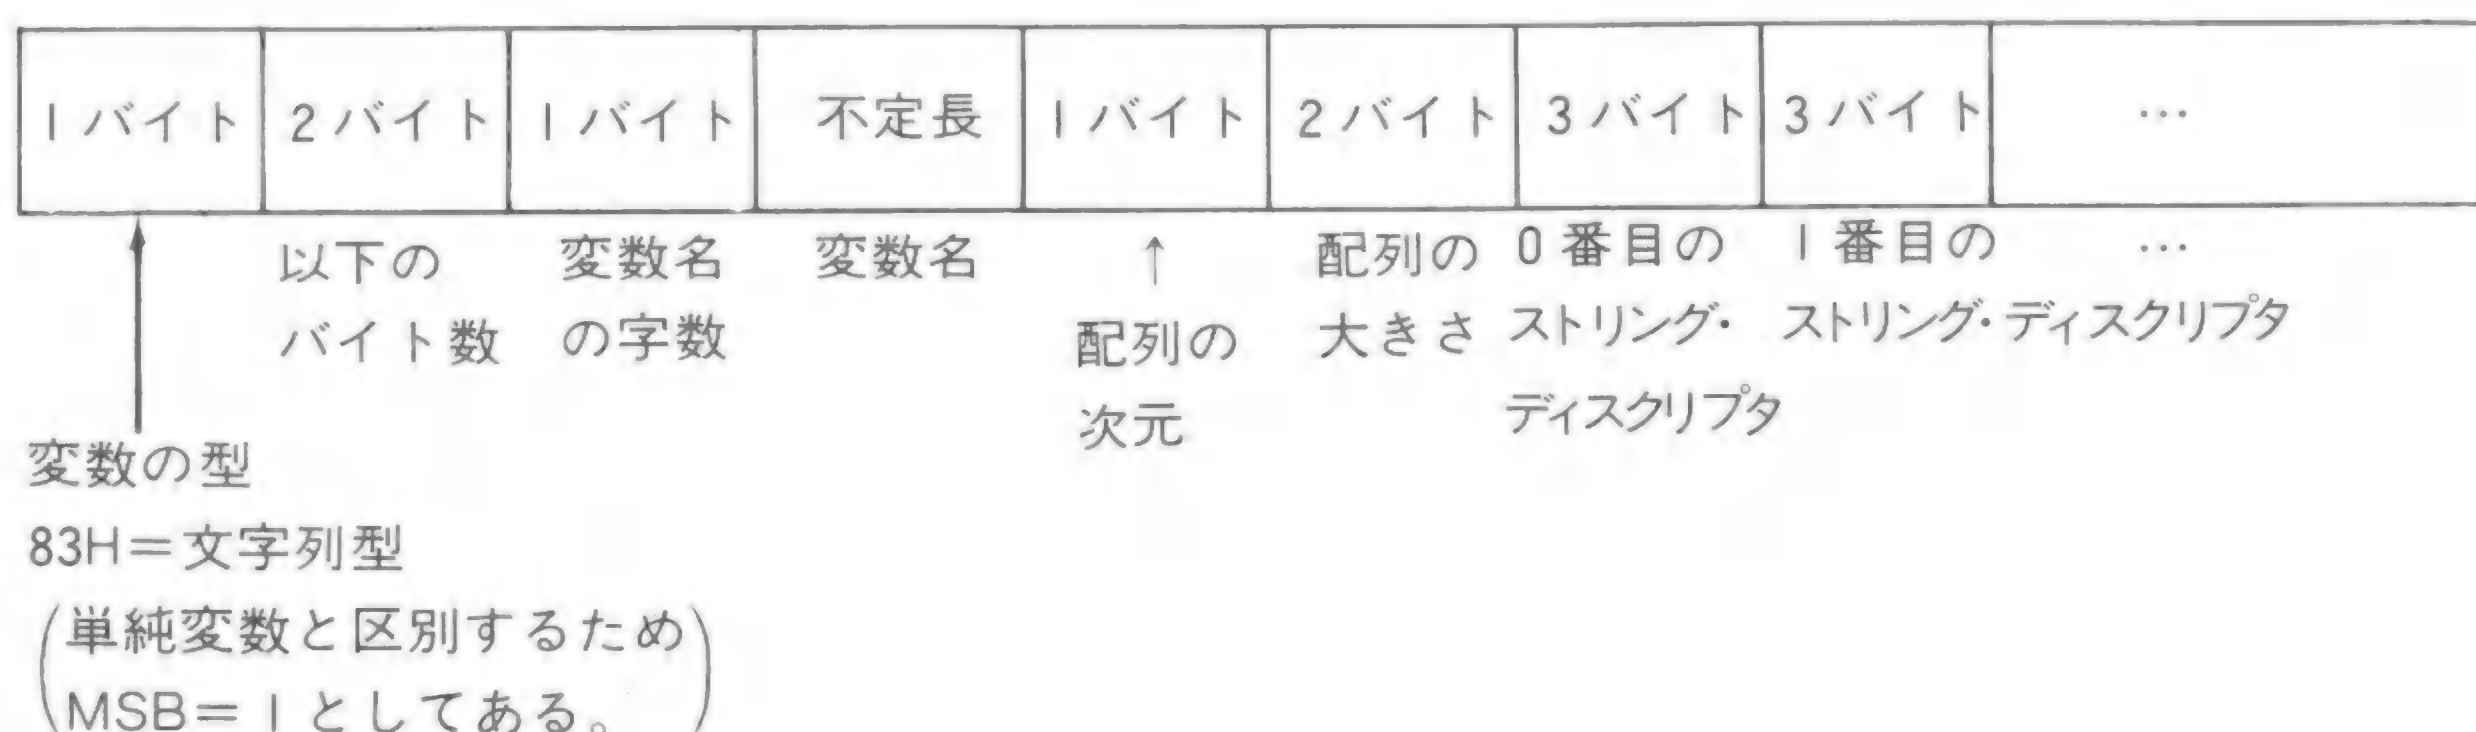 1バイト 2バイト 1バイト 不定長 1バイト 2バイト 3バイト 3バイト …
以下の 変数名 変数名 ↑ 配列の 0番目の 1番目の …
バイト数 の字数 配列の 大きさ ストリング・ ストリング・ディスクリプタ
次元 ディスクリプタ
変数の型
83H=文字列型
(単純変数と区別するため
MSB=1としてある。)